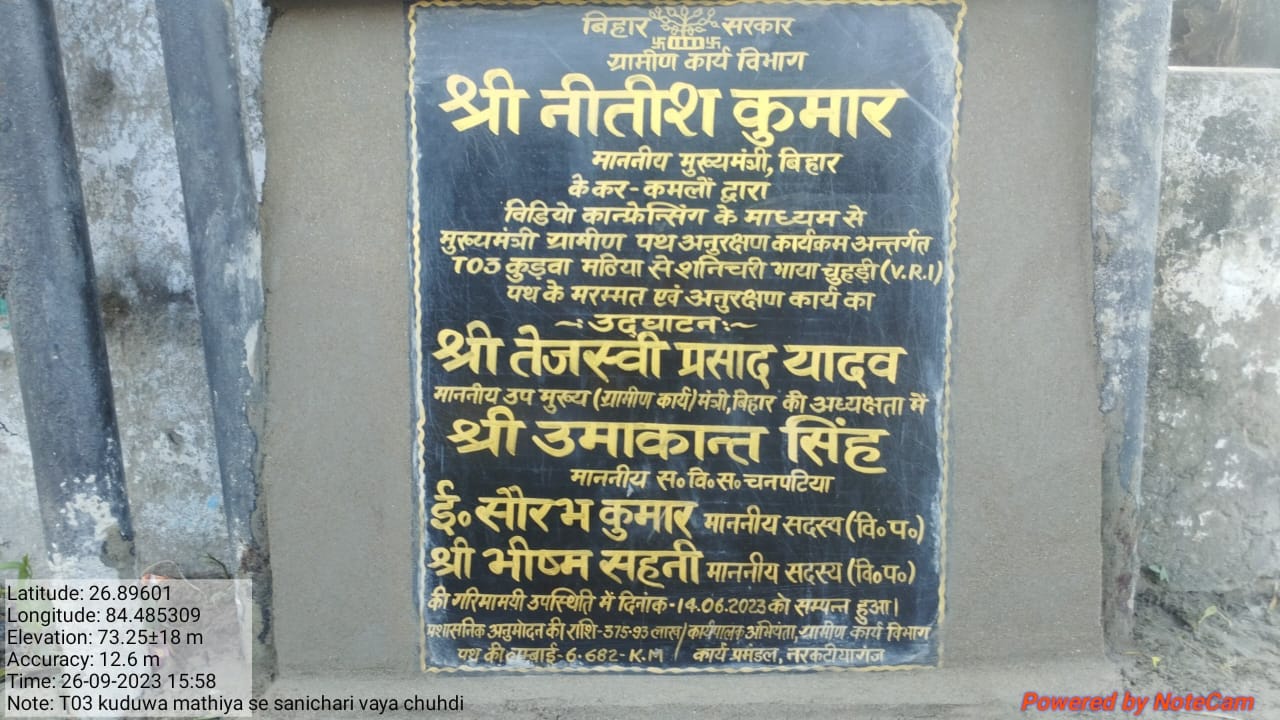 बिहार सरकार
ग्रामीण कार्य विभाग
श्री नीतीश कुमार
माननीय मुख्यमंत्री, बिहार
के कर-कमलों द्वारा
विडियो कान्फ्रेन्सिंग के माध्यम से
मुख्यमंत्री ग्रामीण पथ अनुरक्षण कार्यक्रम अन्तर्गत
T03 कुड़वा मठिया से शनिचरी भाया चुहड़ी (V.R.I)
पथ के मरम्मत एवं अनुरक्षण कार्य का
~: उद्घाटन :~
श्री तेजस्वी प्रसाद यादव
माननीय उप मुख्य (ग्रामीण कार्य) मंत्री, बिहार की अध्यक्षता में
श्री उमाकान्त सिंह
माननीय स॰ वि॰ स॰ चनपटिया
ई॰ सौरभ कुमार माननीय सदस्य (वि॰ प॰)
श्री भीष्म सहनी माननीय सदस्य (वि॰ प॰)
की गरिमामयी उपस्थिति में दिनांक-14.06.2023 को सम्पन्न हुआ।
प्रशासनिक अनुमोदन की राशि-375.93 लाख/ कार्यपालक अभियंता, ग्रामीण कार्य विभाग
पथ की लम्बाई-6.682-K.M / कार्य प्रमंडल, नरकटीयागंज
Latitude: 26.89601
Longitude: 84.485309
Elevation: 73.25±18 m
Accuracy: 12.6 m
Time: 26-09-2023 15:58
Note: T03 kuduwa mathiya se sanichari vaya chuhdi
Powered by NoteCam